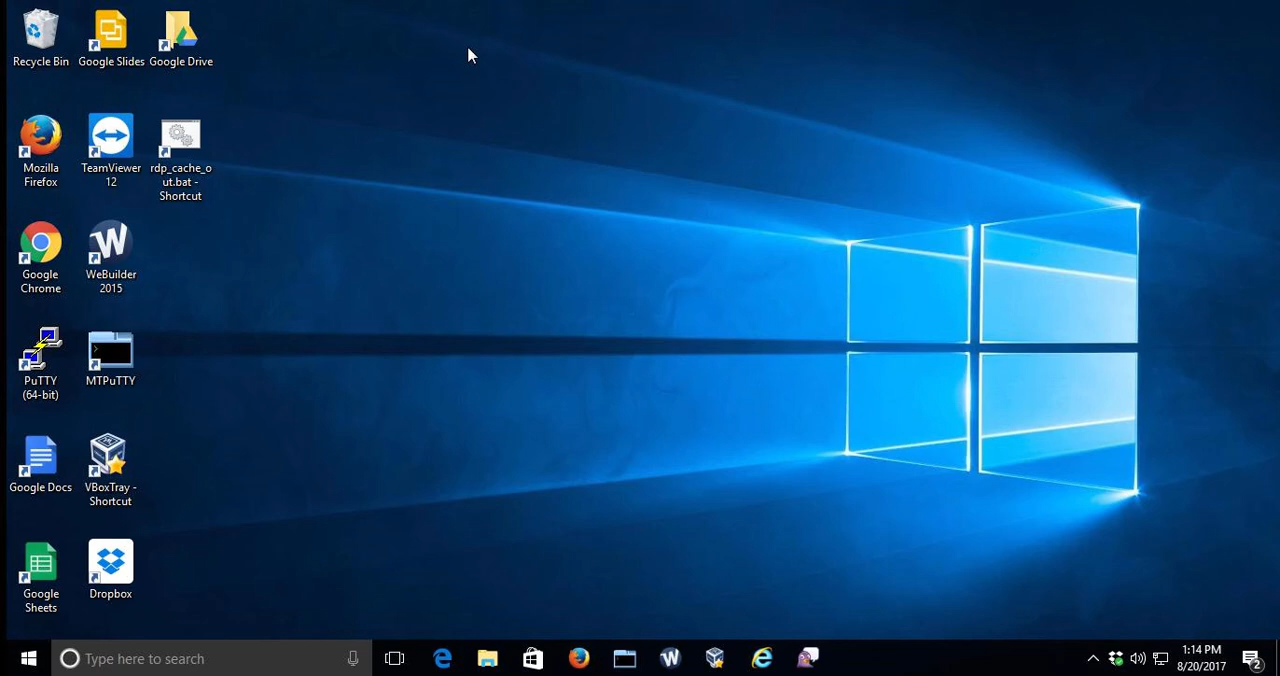 Recycle Bin
Google Slides
Google Drive
Mozilla
Firefox
TeamViewer
12
rdp_cache_o
ut.bat -
Shortcut
Google
Chrome
WeBuilder
2015
PuTTY
(64-bit)
MTPuTTY
Google Docs
VBoxTray -
Shortcut
Google
Sheets
Dropbox
Type here to search
1:14 PM
8/20/2017
2